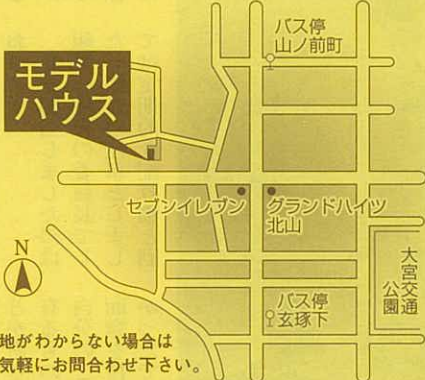 モデル
ハウス
バス停
山ノ前町
セブンイレブン
グランドハイツ
北山
N
大宮交通
公園
バス停
玄琢下
地がわからない場合は
気軽にお問合わせ下さい。